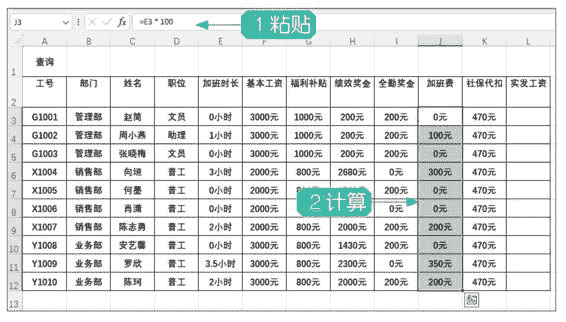 J3 fx =E3 * 100
1 粘贴
A B C D E F G H I J K L
1 查询
2 工号 部门 姓名 职位 加班时长 基本工资 福利补贴 绩效奖金 全勤奖金 加班费 社保代扣 实发工资
3 G1001 管理部 赵简 文员 0小时 3000元 1000元 200元 200元 0元 470元
4 G1002 管理部 周小燕 助理 1小时 3000元 1000元 200元 200元 100元 470元
5 G1003 管理部 张晓梅 文员 0小时 3000元 1000元 200元 200元 0元 470元
6 X1004 销售部 向垣 普工 3小时 2000元 800元 2680元 0元 300元 470元
7 X1005 销售部 何墨 普工 0小时 2000元 200元 0元 470元
2 计算
8 X1006 销售部 肖潇 普工 0小时 2000元 0元 0元 470元
9 X1007 销售部 陈志勇 普工 2小时 2000元 800元 2000元 200元 200元 470元
10 Y1008 业务部 安艺馨 普工 0小时 3000元 800元 1430元 200元 0元 470元
11 Y1009 业务部 罗欣 普工 3.5小时 3000元 800元 2300元 0元 350元 470元
12 Y1010 业务部 陈珂 普工 2小时 3000元 800元 2000元 200元 200元 470元
13